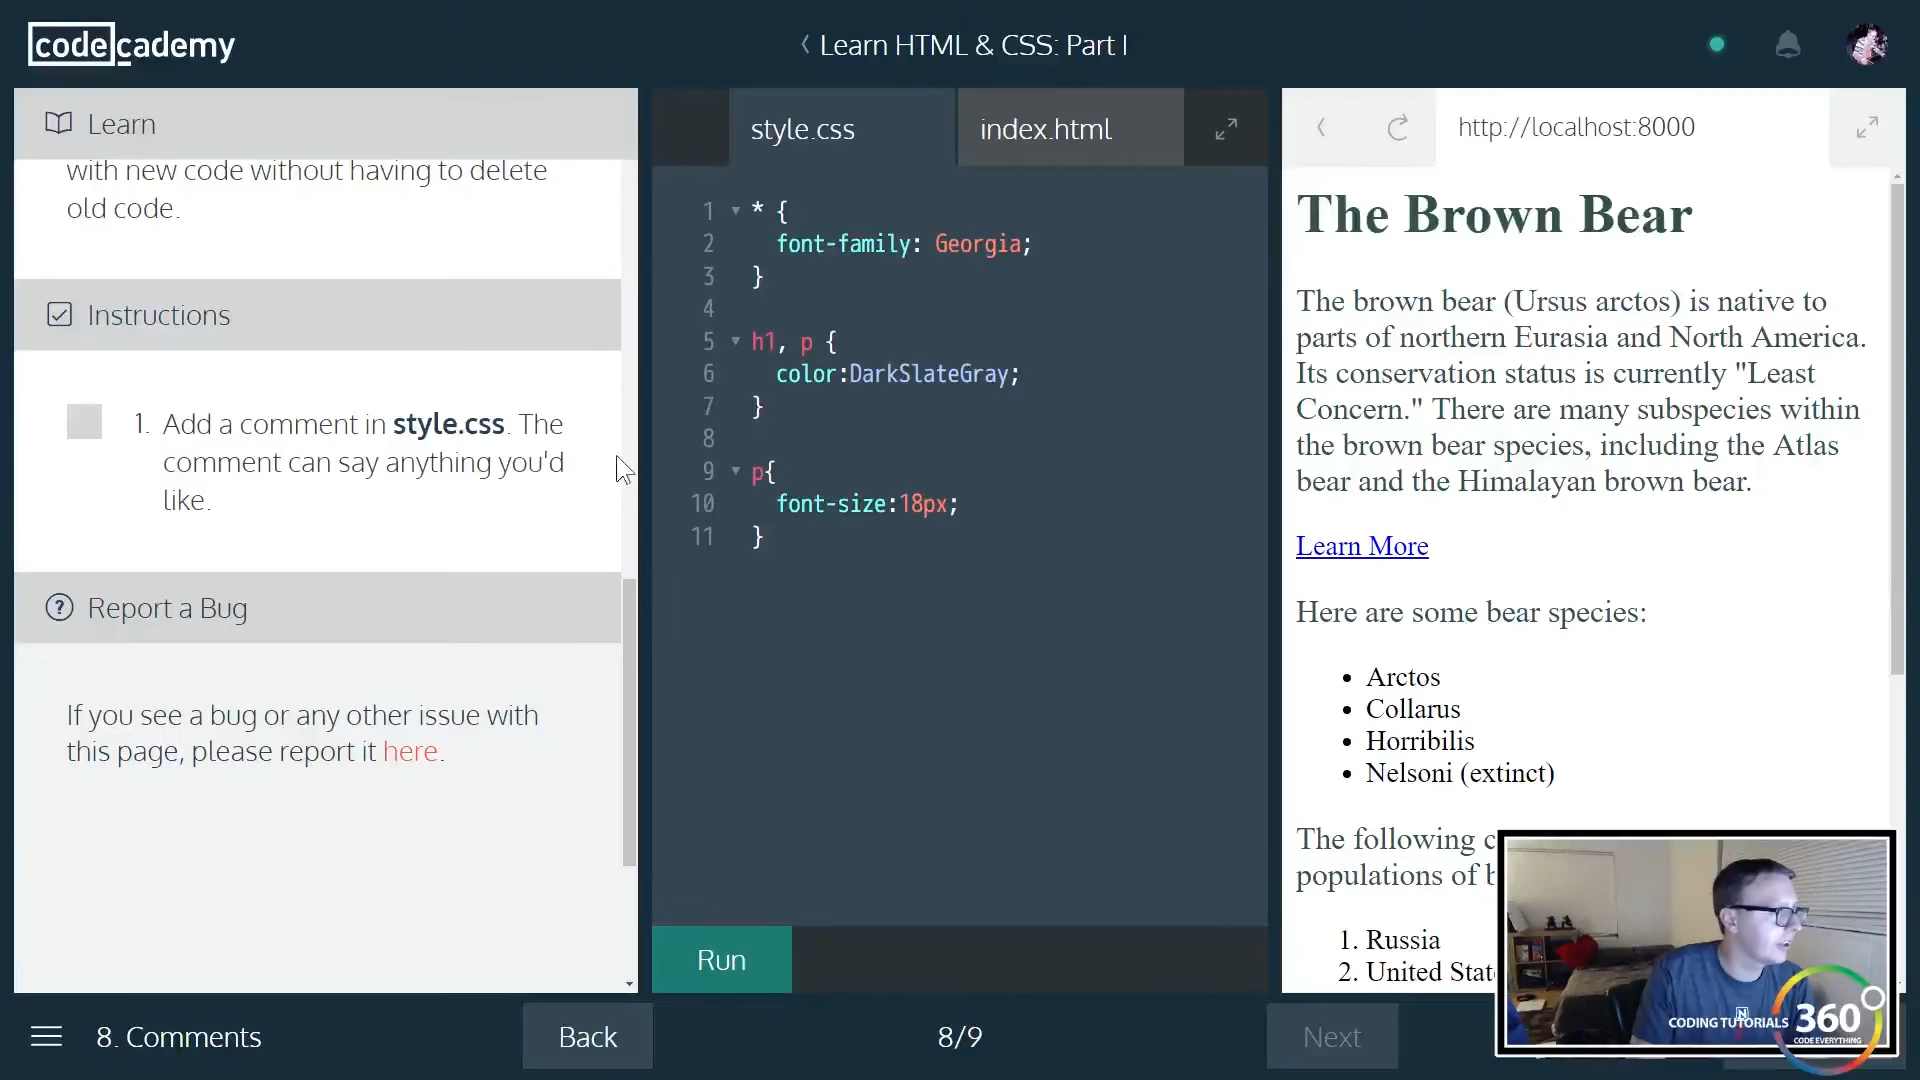 codecademy
Learn HTML & CSS: Part I
Learn
with new code without having to delete
old code.
Instructions
1. Add a comment in style.css. The
comment can say anything you'd
like.
Report a Bug
If you see a bug or any other issue with
this page, please report it here.
style.css
index.html
1 * {
2 font-family: Georgia;
3 }
4
5 h1, p {
6 color:DarkSlateGray;
7 }
8
9 p{
10 font-size:18px;
11 }
Run
http://localhost:8000
The Brown Bear
The brown bear (Ursus arctos) is native to
parts of northern Eurasia and North America.
Its conservation status is currently "Least
Concern." There are many subspecies within
the brown bear species, including the Atlas
bear and the Himalayan brown bear.
Learn More
Here are some bear species:
• Arctos
• Collarus
• Horribilis
• Nelsoni (extinct)
The following
populations of
1. Russia
2. United
CODING TUTORIALS 360
CODE EVERYTHING
8. Comments
Back
8/9
Next